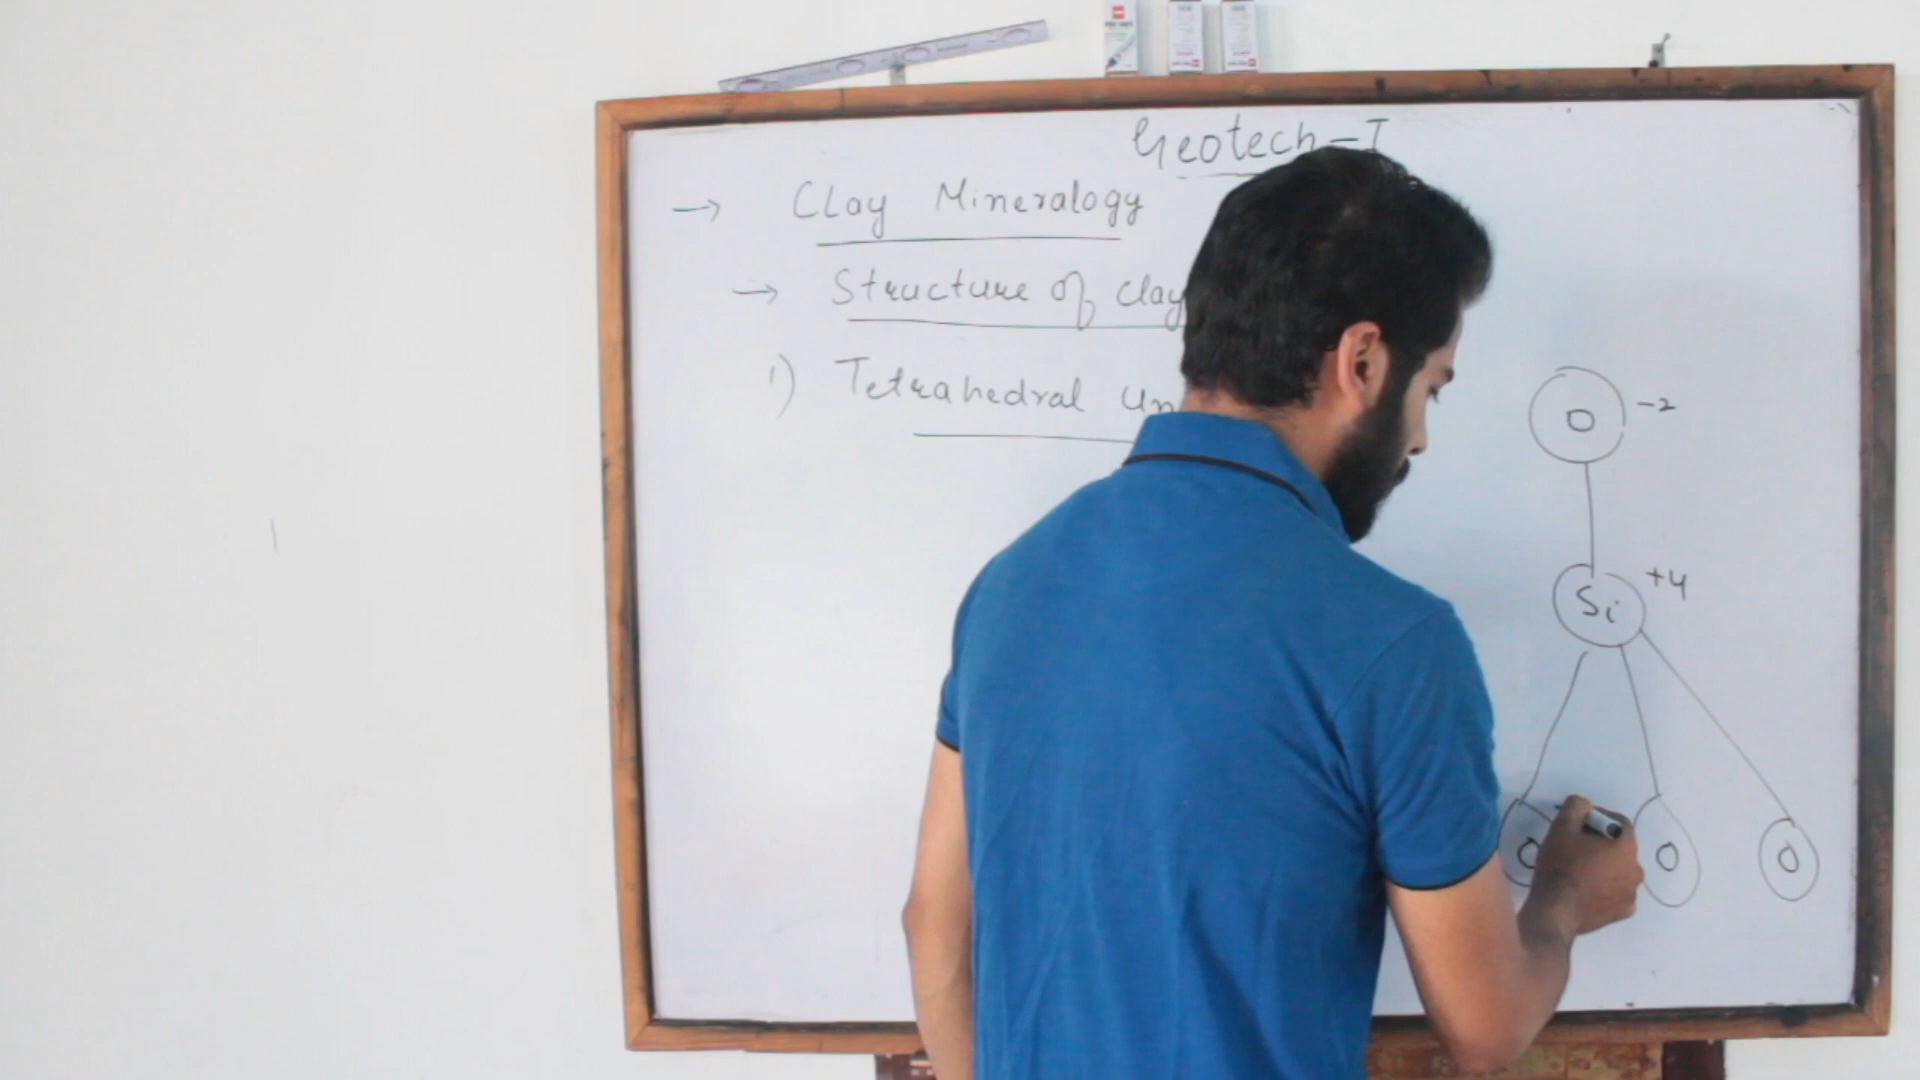 Geotech-I
→ Clay Mineralogy
→ Structure of Clay
1) Tetrahedral Un
O -2
Si +4
O O O